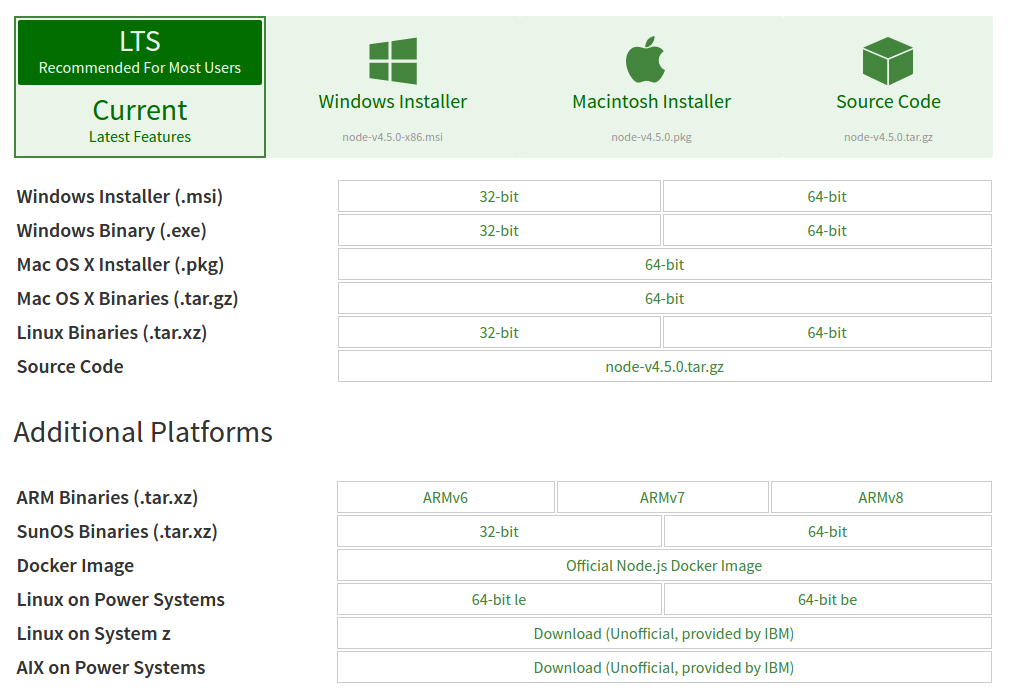 LTS
Recommended For Most Users
Current
Latest Features
Windows Installer
node-v4.5.0-x86.msi
Macintosh Installer
node-v4.5.0.pkg
Source Code
node-v4.5.0.tar.gz
Windows Installer (.msi) 32-bit 64-bit
Windows Binary (.exe) 32-bit 64-bit
Mac OS X Installer (.pkg) 64-bit
Mac OS X Binaries (.tar.gz) 64-bit
Linux Binaries (.tar.xz) 32-bit 64-bit
Source Code node-v4.5.0.tar.gz
Additional Platforms
ARM Binaries (.tar.xz) ARMv6 ARMv7 ARMv8
SunOS Binaries (.tar.xz) 32-bit 64-bit
Docker Image Official Node.js Docker Image
Linux on Power Systems 64-bit le 64-bit be
Linux on System z Download (Unofficial, provided by IBM)
AIX on Power Systems Download (Unofficial, provided by IBM)